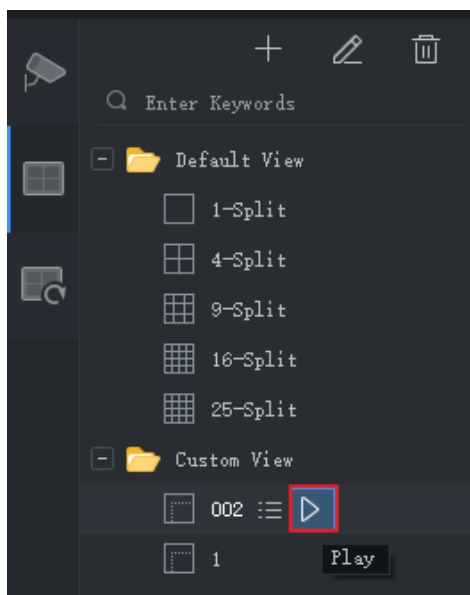 Enter Keywords
Default View
1-Split
4-Split
9-Split
16-Split
25-Split
Custom View
002
1
Play